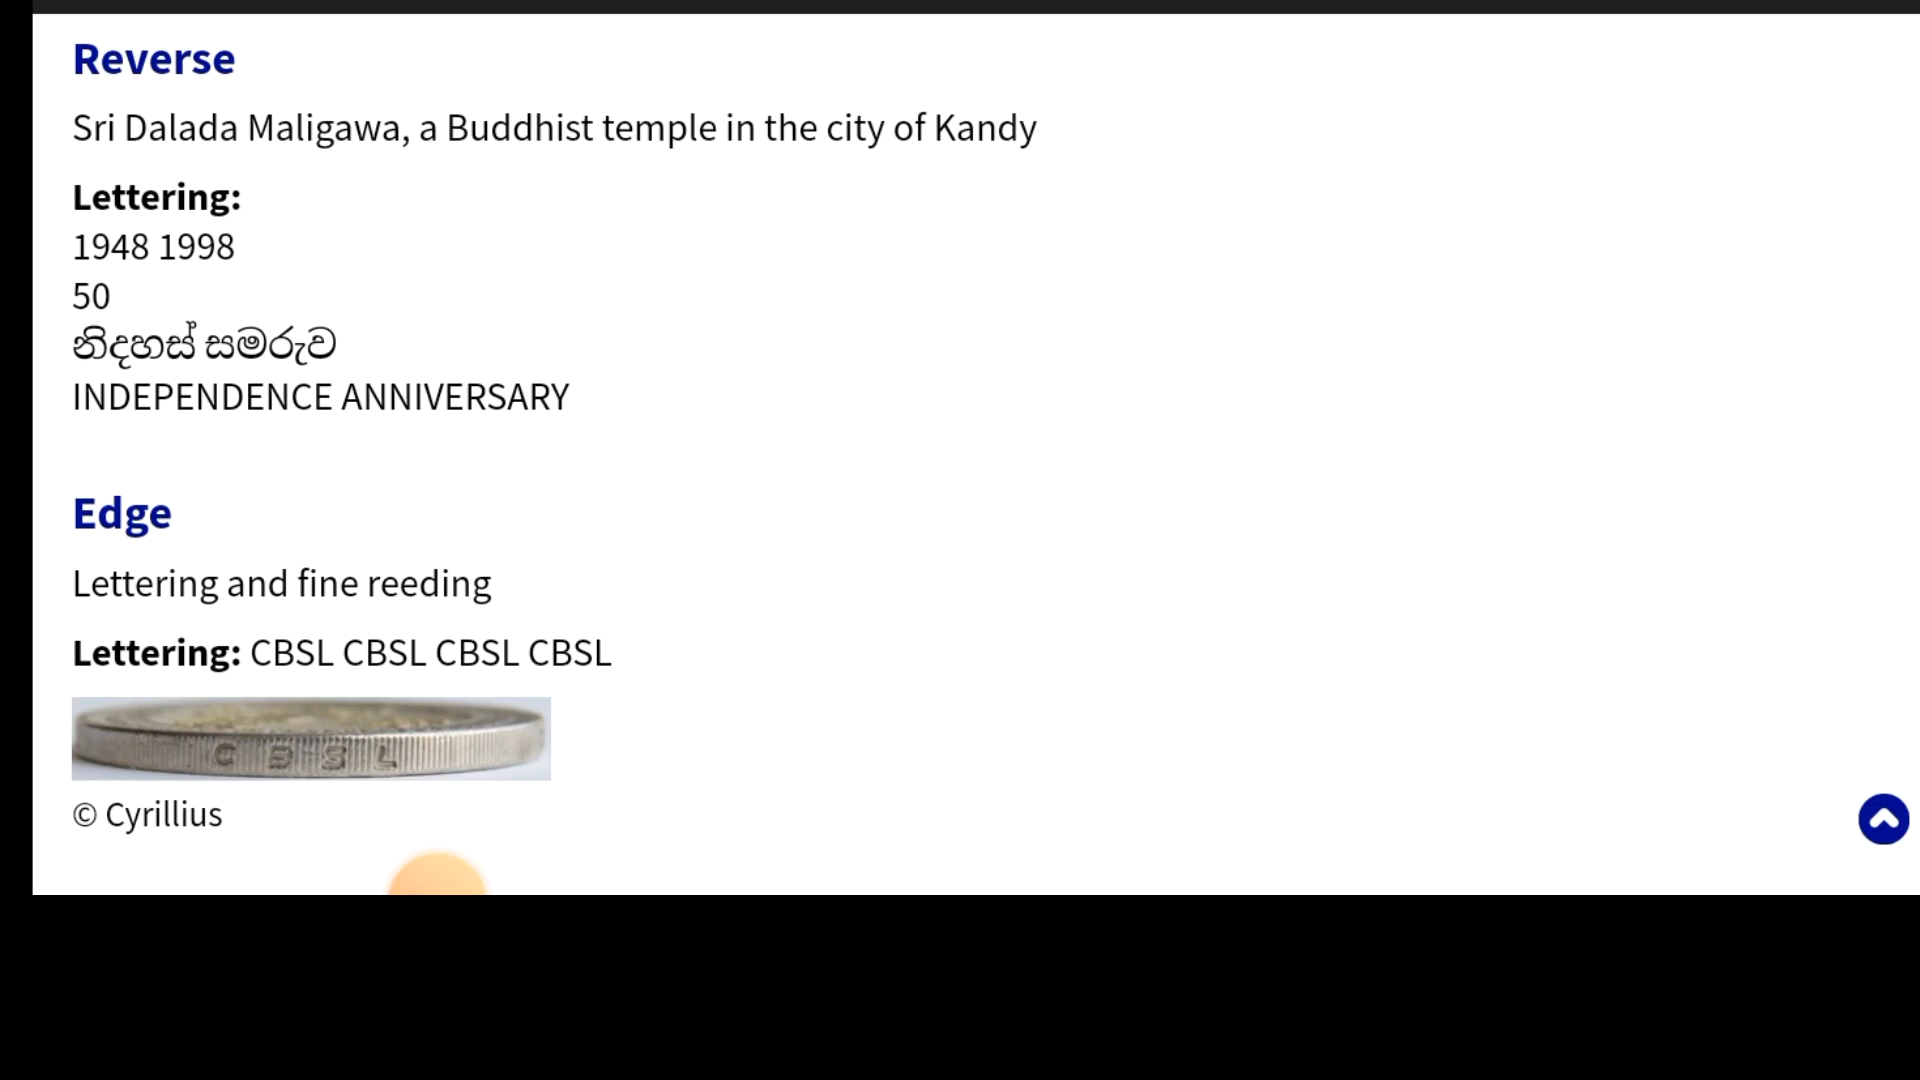 Reverse
Sri Dalada Maligawa, a Buddhist temple in the city of Kandy
Lettering:
1948 1998
50
නිදහස් සමරුව
INDEPENDENCE ANNIVERSARY
Edge
Lettering and fine reeding
Lettering: CBSL CBSL CBSL CBSL
C B S L
© Cyrillius